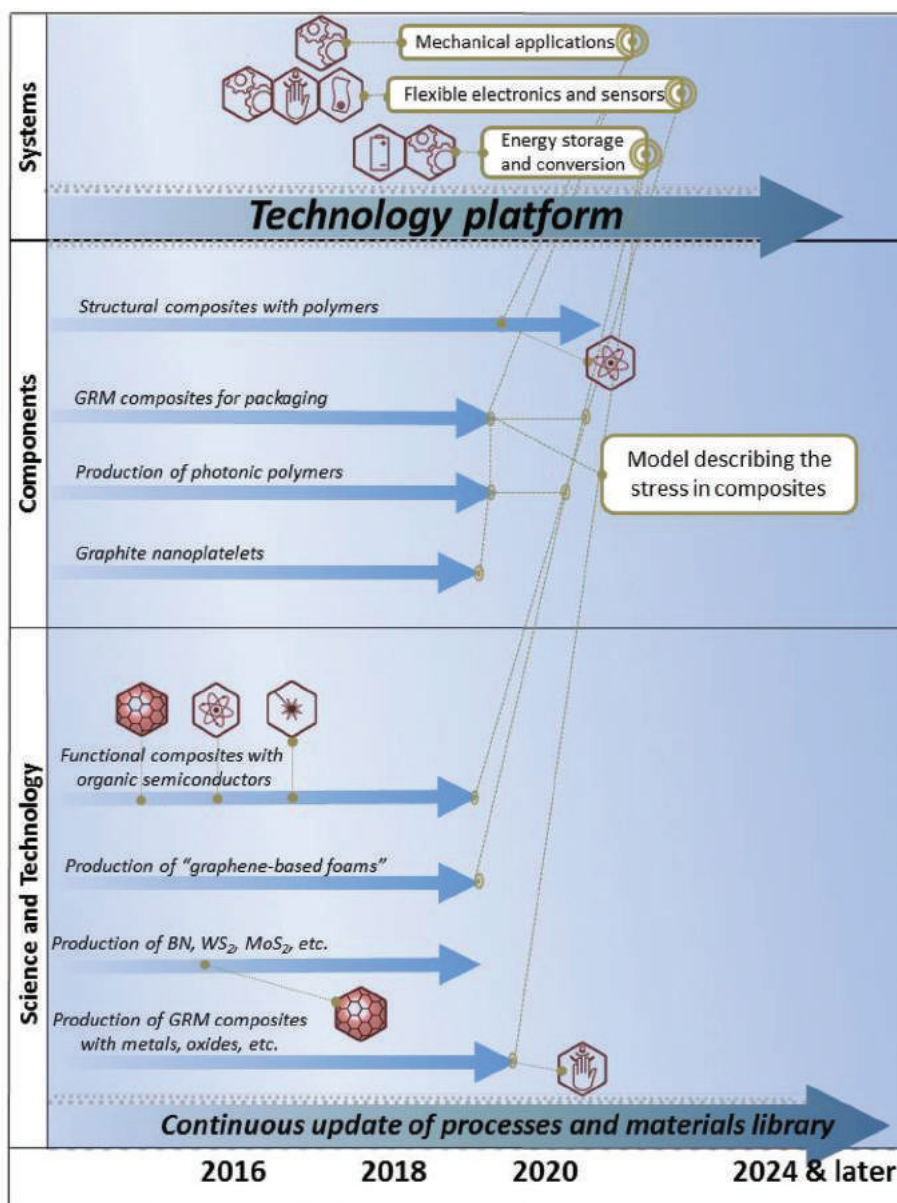 Systems
Mechanical applications
Flexible electronics and sensors
Energy storage
and conversion
Technology platform
Components
Structural composites with polymers
GRM composites for packaging
Production of photonic polymers
Model describing the
stress in composites
Graphite nanoplatelets
Science and Technology
Functional composites with
organic semiconductors
Production of “graphene-based foams”
Production of BN, WS₂, MoS₂, etc.
Production of GRM composites
with metals, oxides, etc.
Continuous update of processes and materials library
2016 2018 2020 2024 & later